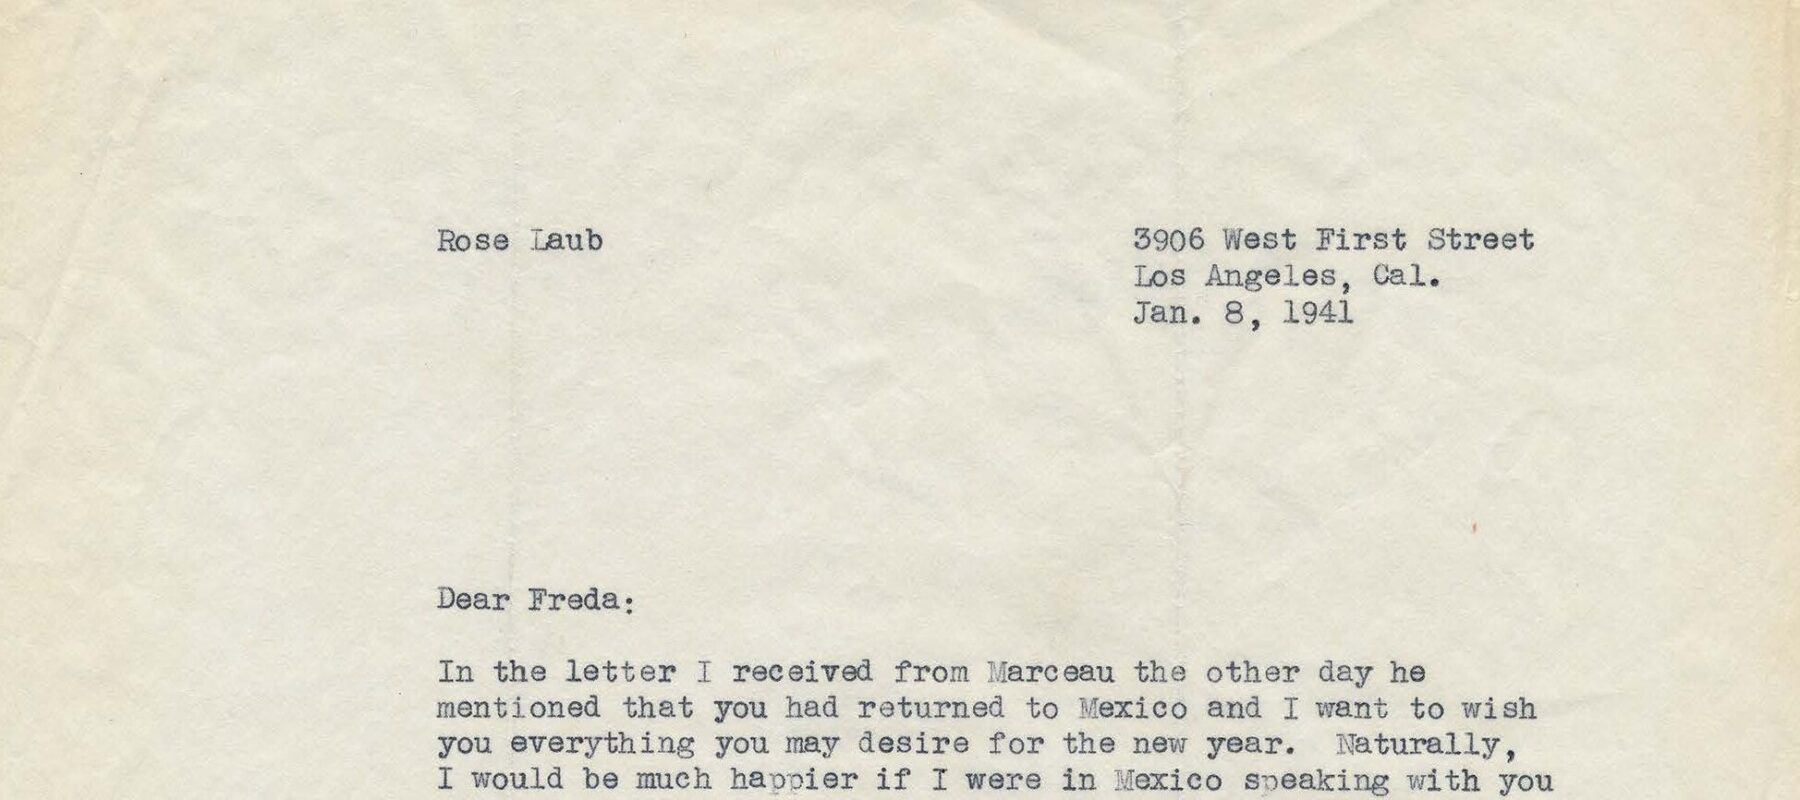 Rose Laub
3906 West First Street
Los Angeles, Cal.
Jan. 8, 1941
Dear Freda:
In the letter I received from Marceau the other day he
mentioned that you had returned to Mexico and I want to wish
you everything you may desire for the new year.  Naturally,
I would be much happier if I were in Mexico speaking with you